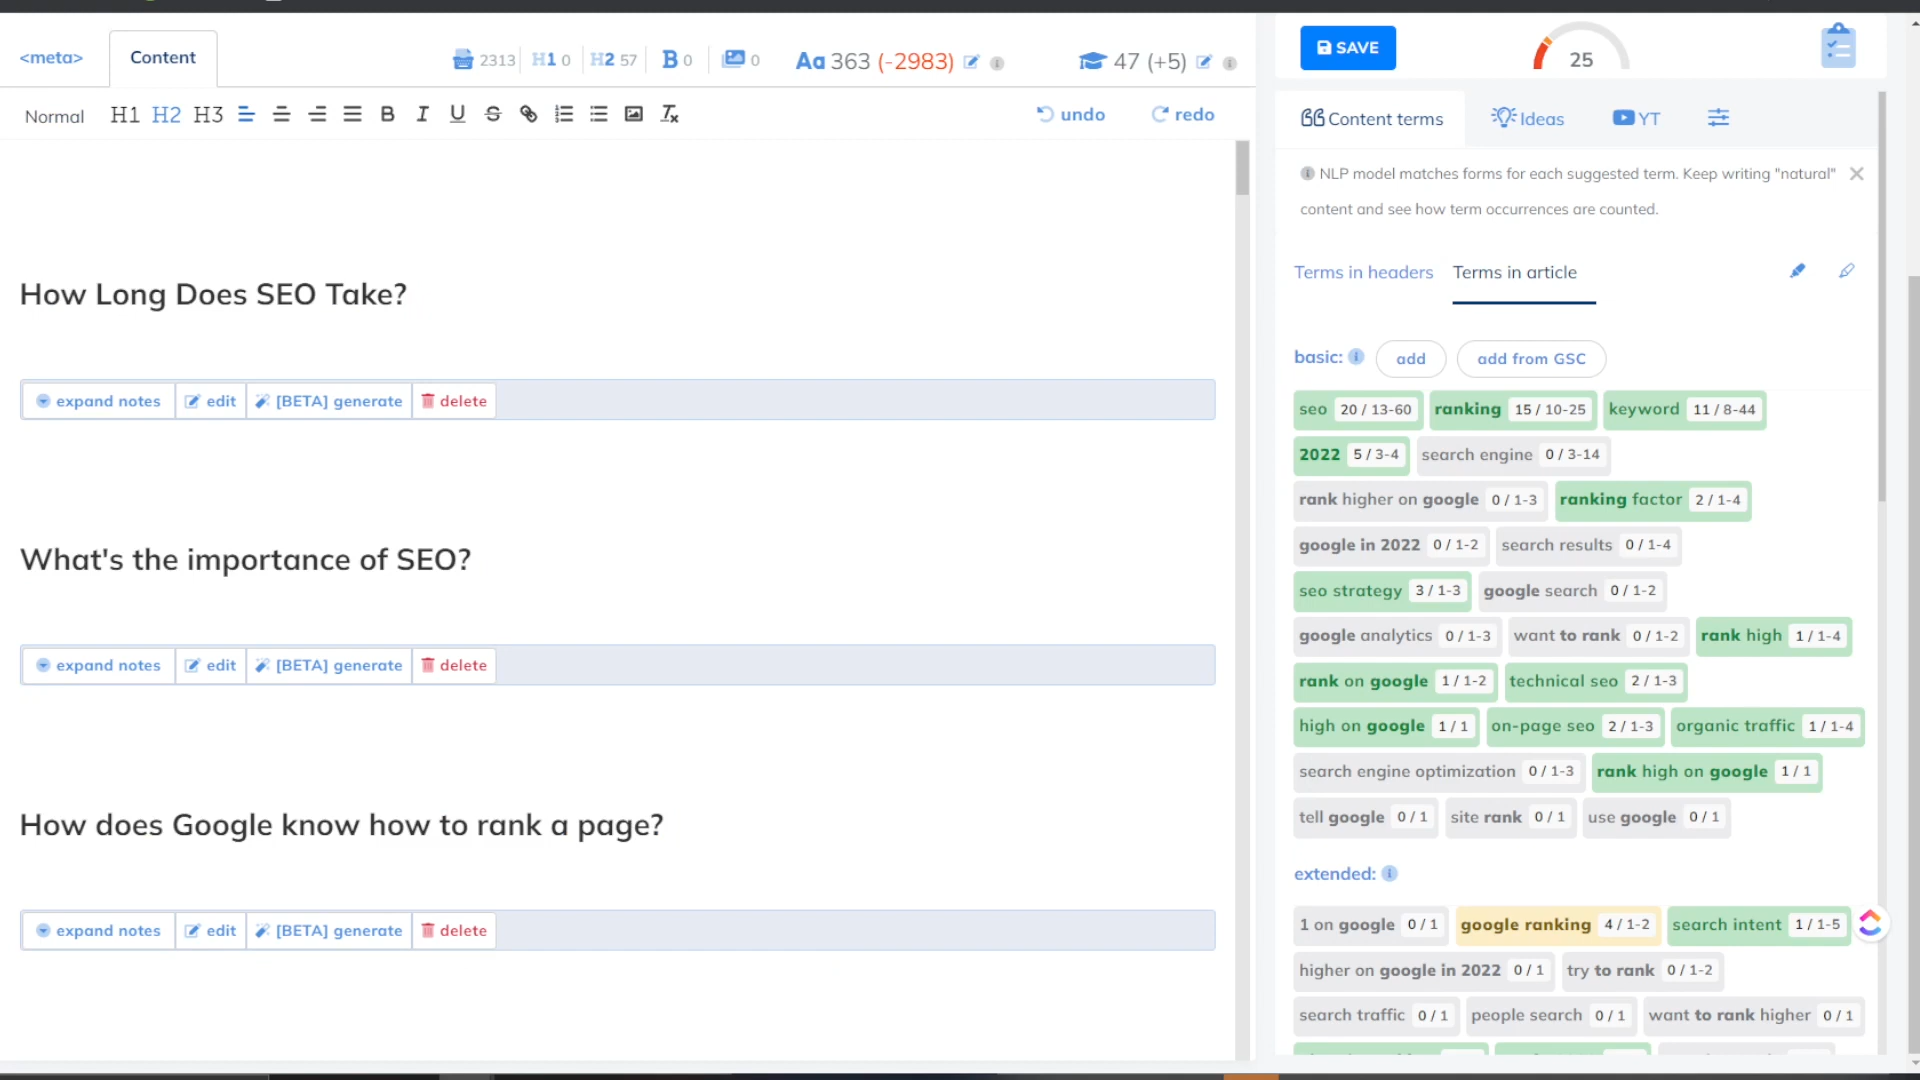 <meta> Content 2313 H1 0 H2 57 B 0 0 Aa 363 (-2983) 47 (+5)
Normal H1 H2 H3 B I U S undo redo
How Long Does SEO Take?
expand notes edit [BETA] generate delete
What's the importance of SEO?
expand notes edit [BETA] generate delete
How does Google know how to rank a page?
expand notes edit [BETA] generate delete
SAVE 25
Content terms Ideas YT
NLP model matches forms for each suggested term. Keep writing "natural"
content and see how term occurrences are counted.
Terms in headers Terms in article
basic: add add from GSC
seo 20 / 13-60 ranking 15 / 10-25 keyword 11 / 8-44
2022 5 / 3-4 search engine 0 / 3-14
rank higher on google 0 / 1-3 ranking factor 2 / 1-4
google in 2022 0 / 1-2 search results 0 / 1-4
seo strategy 3 / 1-3 google search 0 / 1-2
google analytics 0 / 1-3 want to rank 0 / 1-2 rank high 1 / 1-4
rank on google 1 / 1-2 technical seo 2 / 1-3
high on google 1 / 1 on-page seo 2 / 1-3 organic traffic 1 / 1-4
search engine optimization 0 / 1-3 rank high on google 1 / 1
tell google 0 / 1 site rank 0 / 1 use google 0 / 1
extended:
1 on google 0 / 1 google ranking 4 / 1-2 search intent 1 / 1-5
higher on google in 2022 0 / 1 try to rank 0 / 1-2
search traffic 0 / 1 people search 0 / 1 want to rank higher 0 / 1